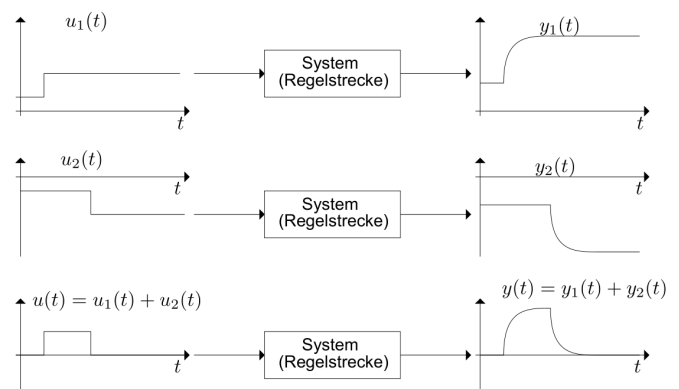 u₁(t)
System
(Regelstrecke)
y₁(t)
t
t
u₂(t)
System
(Regelstrecke)
y₂(t)
t
t
u(t) = u₁(t) + u₂(t)
System
(Regelstrecke)
y(t) = y₁(t) + y₂(t)
t
t